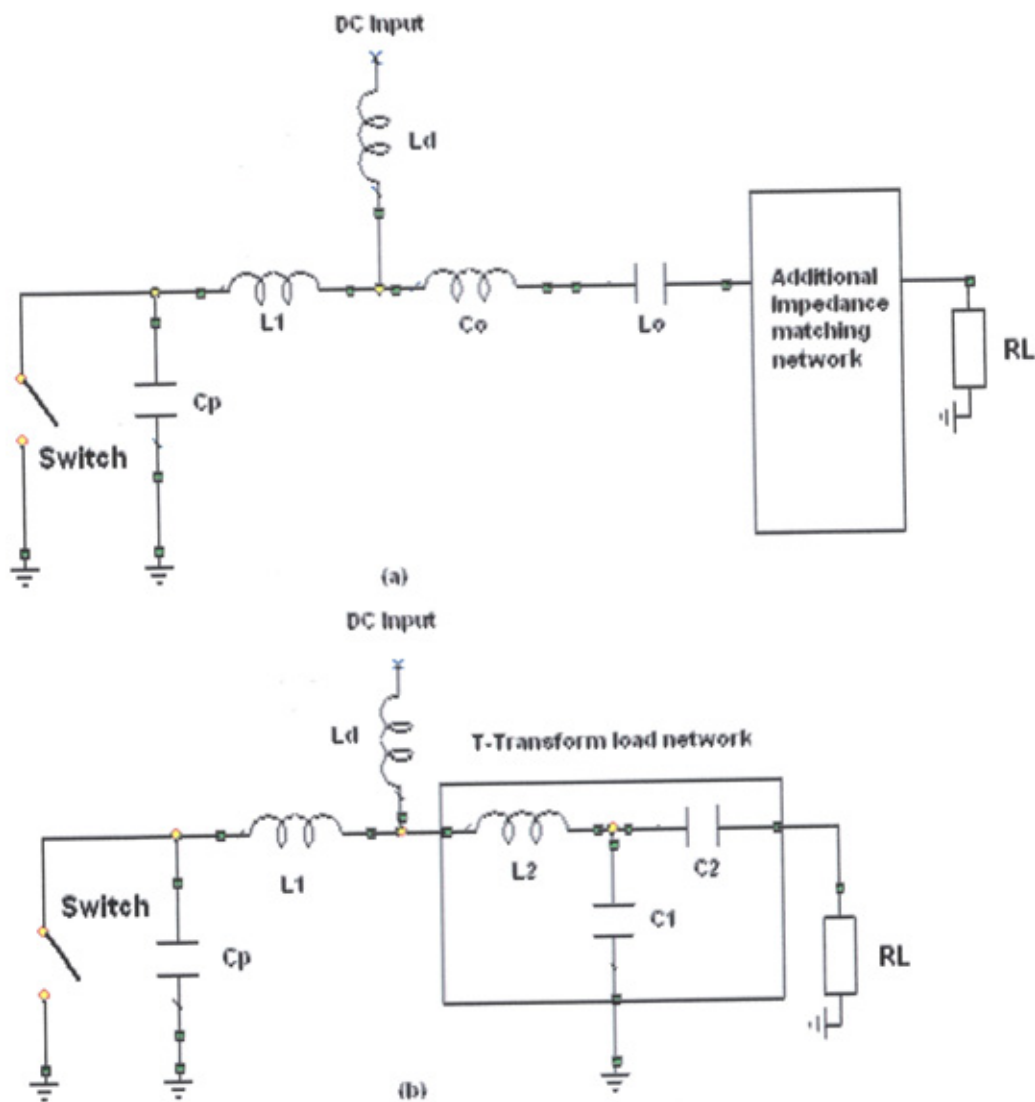 DC Input
Ld
L1
Co
Lo
Additional
Impedance
matching
network
RL
Cp
Switch
(a)
DC Input
Ld
T-Transform load network
L1
L2
C2
Switch
Cp
C1
RL
(b)